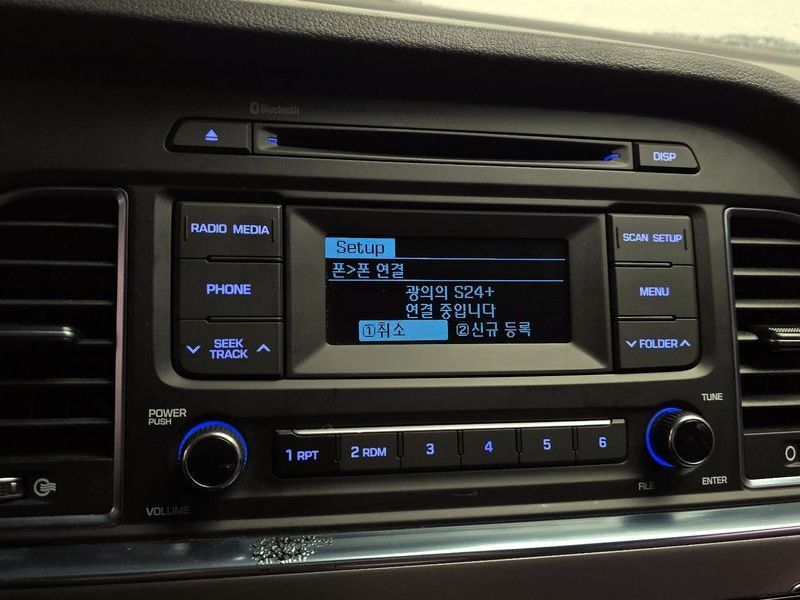 Bluetooth
DISP
RADIO MEDIA
PHONE
SEEK
TRACK
Setup
폰>폰 연결
광의의 S24+
연결 중입니다
①취소 ②신규 등록
SCAN SETUP
MENU
FOLDER
POWER
PUSH
VOLUME
1 RPT 2 RDM 3 4 5 6
TUNE
FILE
ENTER
0